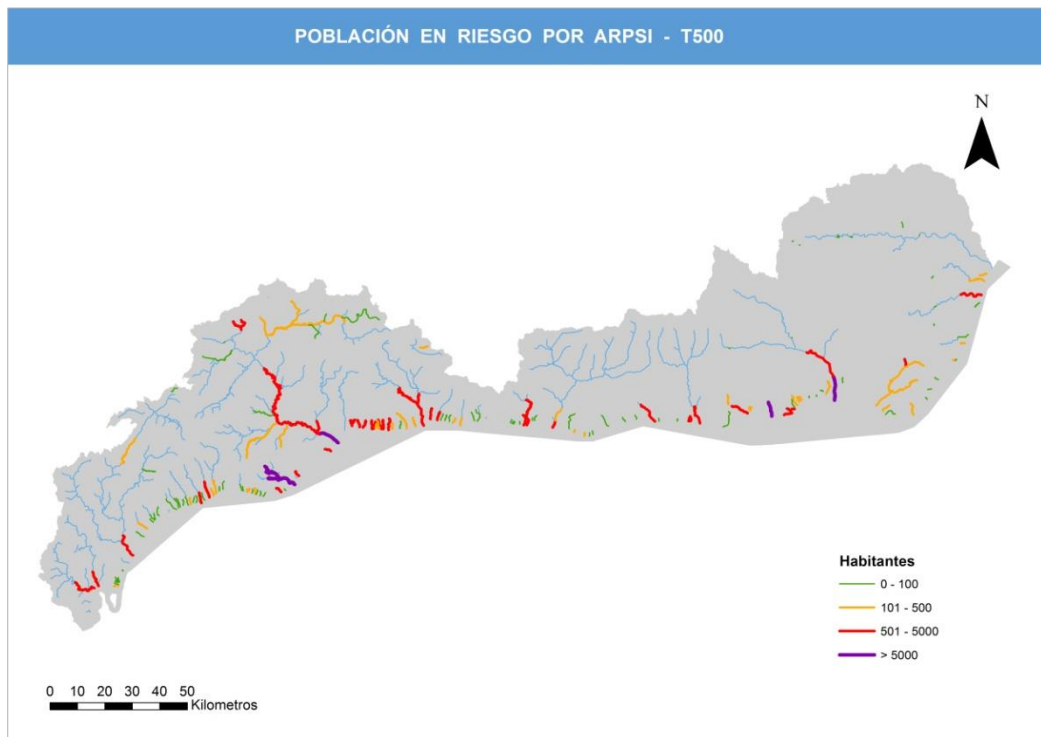 POBLACIÓN EN RIESGO POR ARPSI - T500
N
Habitantes
0 - 100
101 - 500
501 - 5000
> 5000
0 10 20 30 40 50
Kilometros